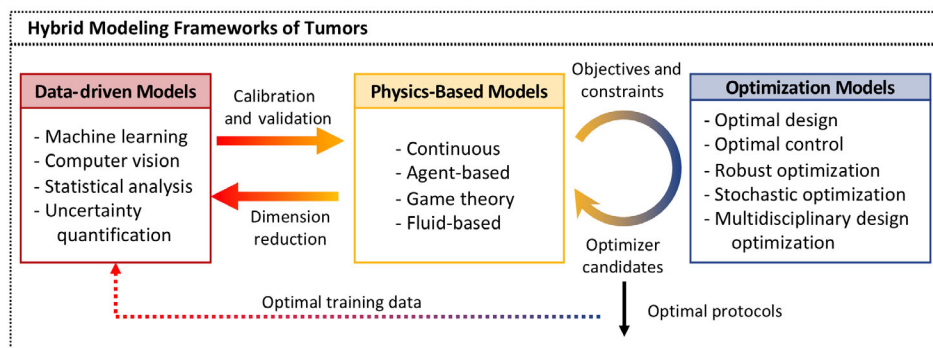 Hybrid Modeling Frameworks of Tumors
Data-driven Models
- Machine learning
- Computer vision
- Statistical analysis
- Uncertainty
quantification
Calibration
and validation
Dimension
reduction
Physics-Based Models
- Continuous
- Agent-based
- Game theory
- Fluid-based
Objectives and
constraints
Optimizer
candidates
Optimization Models
- Optimal design
- Optimal control
- Robust optimization
- Stochastic optimization
- Multidisciplinary design
optimization
Optimal training data
Optimal protocols